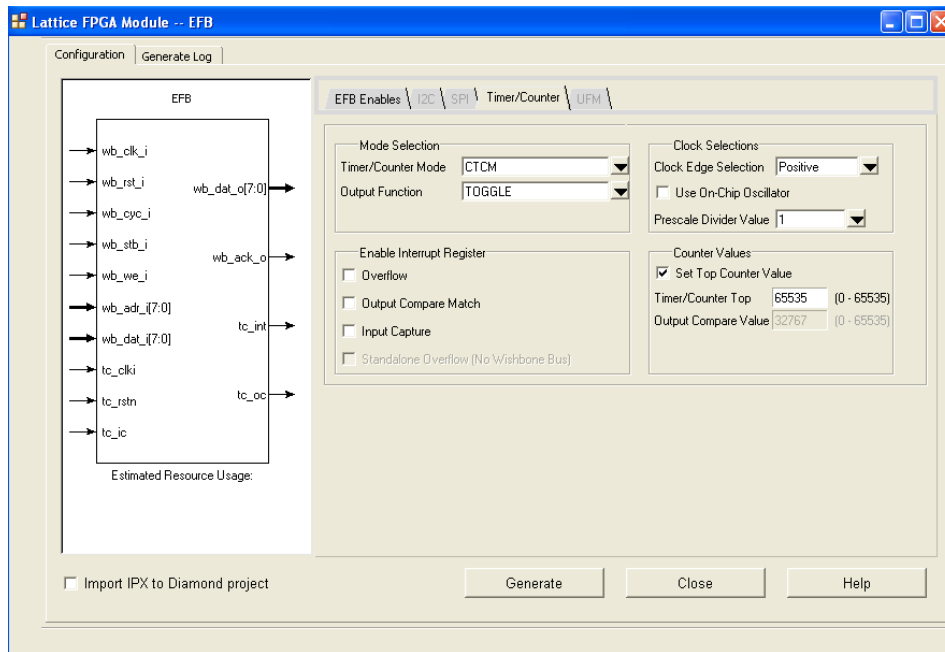 Lattice FPGA Module -- EFB
Configuration
Generate Log
EFB
wb_clk_i
wb_rst_i
wb_dat_o[7:0]
wb_cyc_i
wb_stb_i
wb_ack_o
wb_we_i
wb_adr_i[7:0]
tc_int
wb_dat_i[7:0]
tc_clki
tc_rstn
tc_oc
tc_ic
Estimated Resource Usage:
EFB Enables
I2C
SPI
Timer/Counter
UFM
Mode Selection
Timer/Counter Mode CTCM
Output Function TOGGLE
Clock Selections
Clock Edge Selection Positive
Use On-Chip Oscillator
Prescale Divider Value 1
Enable Interrupt Register
Overflow
Output Compare Match
Input Capture
Standalone Overflow (No Wishbone Bus)
Counter Values
Set Top Counter Value
Timer/Counter Top 65535 (0 - 65535)
Output Compare Value 32767 (0 - 65535)
Import IPX to Diamond project
Generate
Close
Help